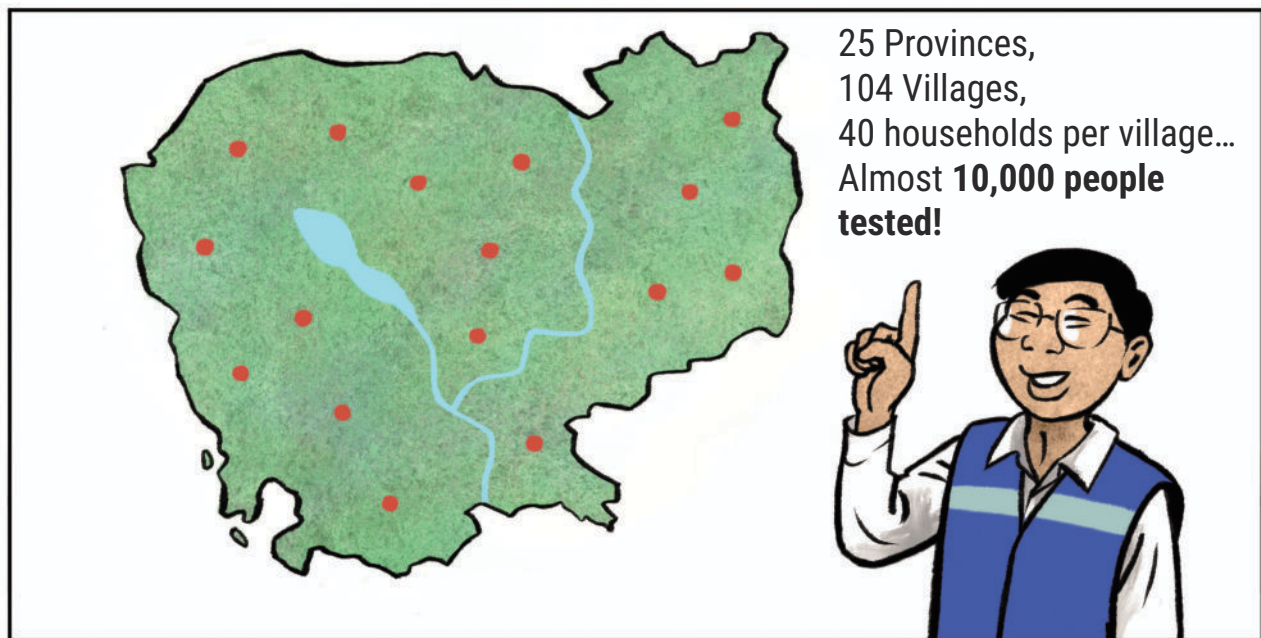 25 Provinces,
104 Villages,
40 households per village…
Almost 10,000 people
tested!